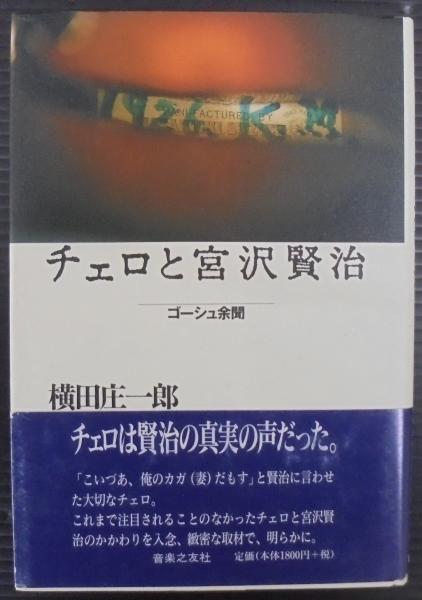 1926.K.M.
MANUFACTURED BY
チェロと宮沢賢治
ゴーシュ余聞
横田庄一郎
チェロは賢治の真実の声だった。
「こいづあ、俺のカガ(妻)だもす」と賢治に言わせ
た大切なチェロ。
これまで注目されることのなかったチェロと宮沢賢
治のかかわりを入念、緻密な取材で、明らかに。
音楽之友社 定価(本体1800円+税)